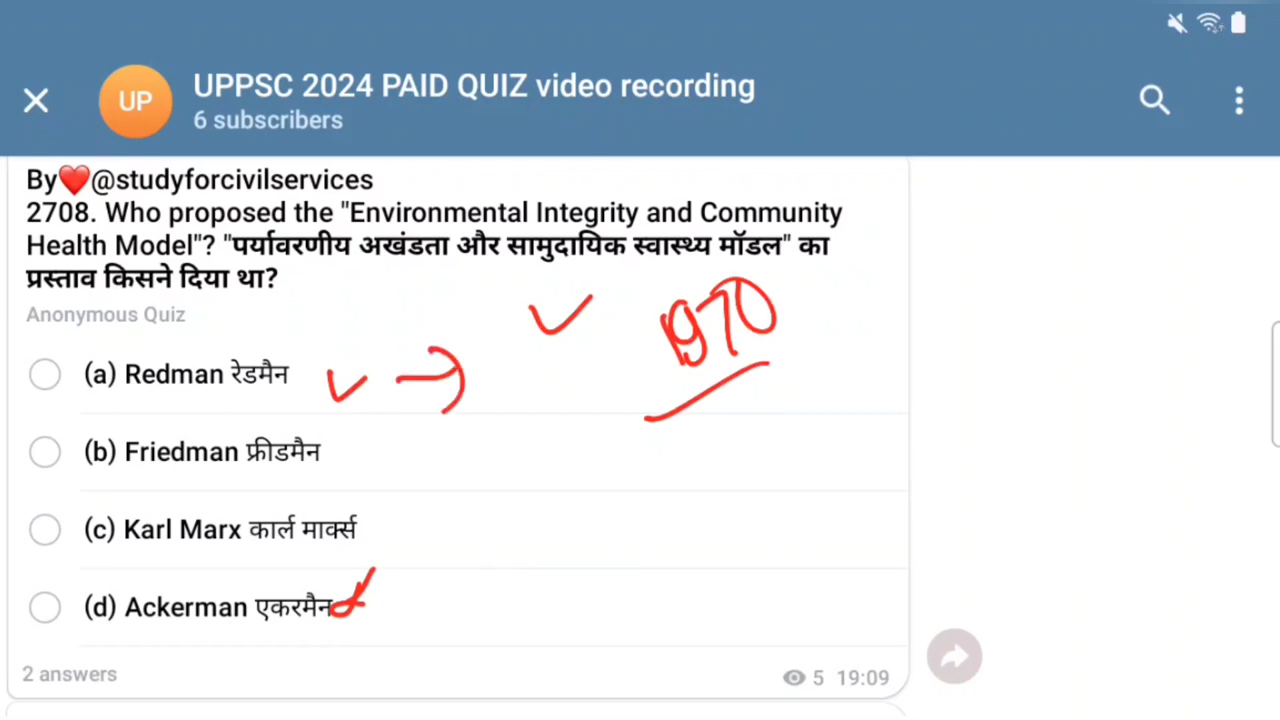 UP
UPPSC 2024 PAID QUIZ video recording
6 subscribers
By❤️@studyforcivilservices
2708. Who proposed the "Environmental Integrity and Community
Health Model"? "पर्यावरणीय अखंडता और सामुदायिक स्वास्थ्य मॉडल" का
प्रस्ताव किसने दिया था?
Anonymous Quiz
1970
(a) Redman रेडमैन
(b) Friedman फ्रीडमैन
(c) Karl Marx कार्ल मार्क्स
(d) Ackerman एकरमैन
2 answers
5 19:09